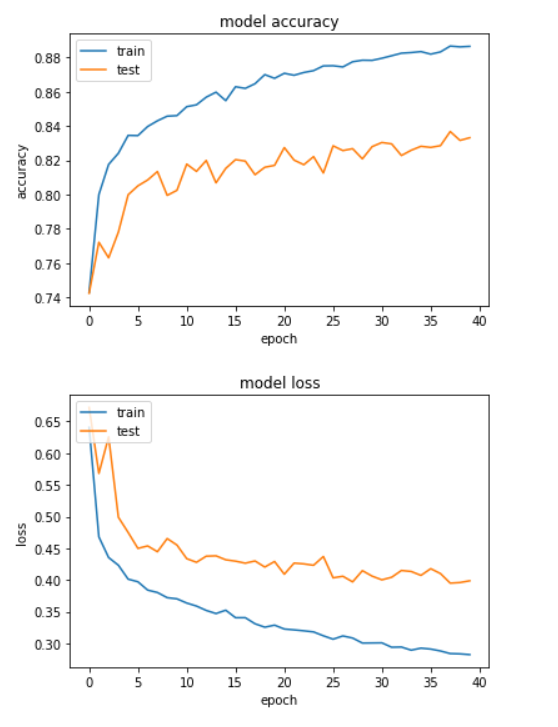 model accuracy
train
test
0.88
0.86
0.84
0.82
0.80
0.78
0.76
0.74
accuracy
0 5 10 15 20 25 30 35 40
epoch
model loss
train
test
0.65
0.60
0.55
0.50
0.45
0.40
0.35
0.30
loss
0 5 10 15 20 25 30 35 40
epoch